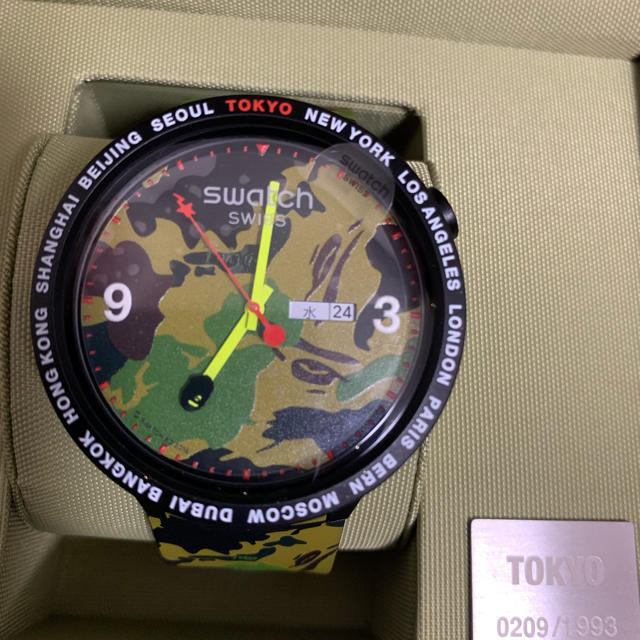 TOKYO NEW YORK LOS ANGELES LONDON PARIS BERN MOSCOW DUBAI BANGKOK HONG KONG SHANGHAI BEIJING SEOUL
swatch
SWISS
swatch
SWISS
9
水 24
3
TOKYO
0209/1993